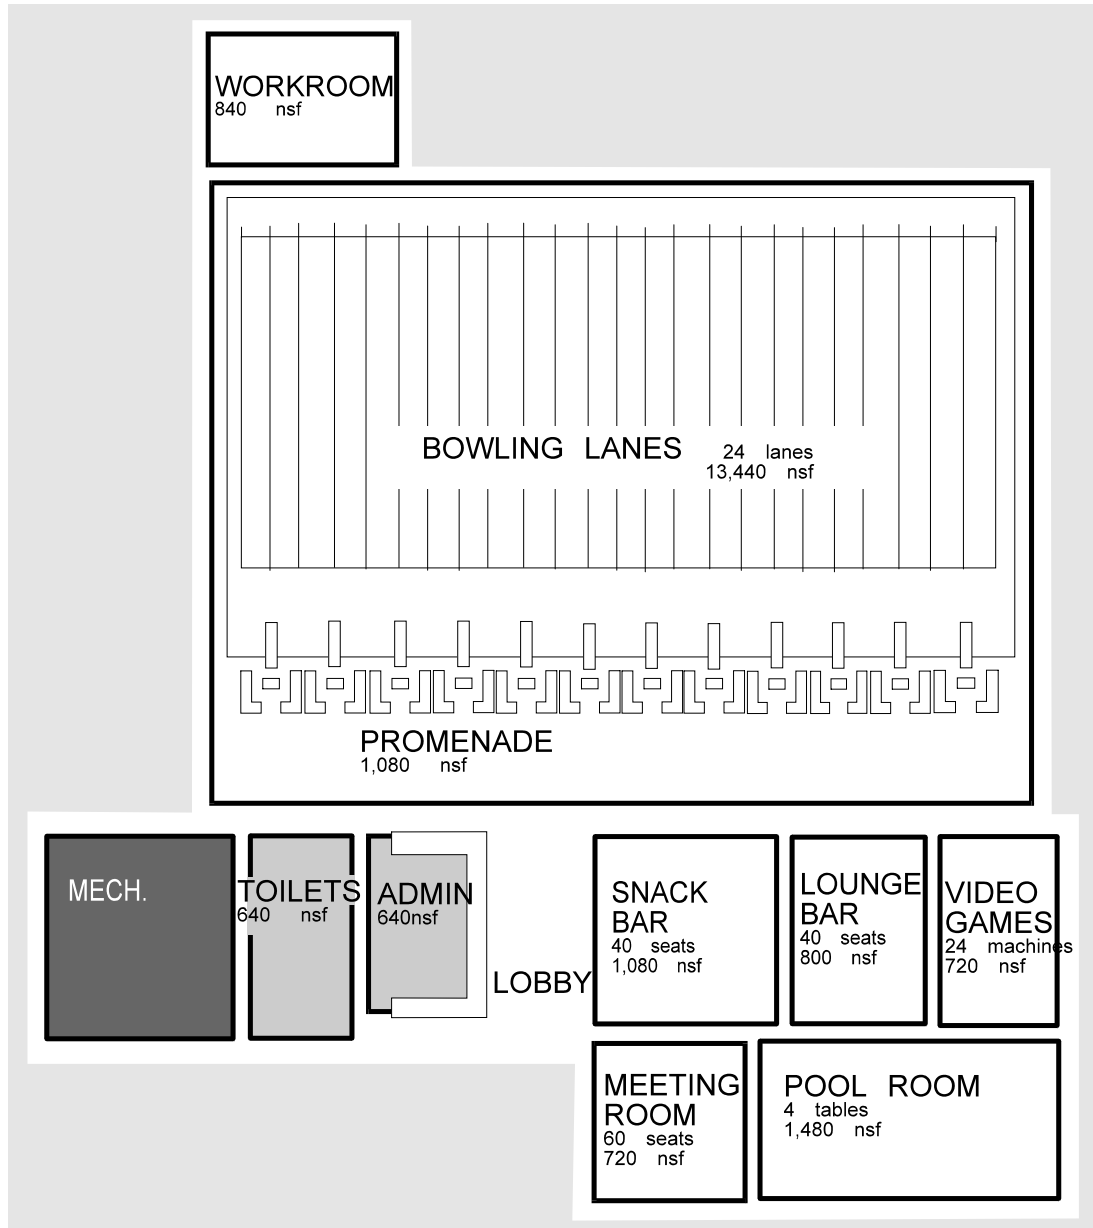 WORKROOM
840 nsf
BOWLING LANES
24 lanes
13,440 nsf
PROMENADE
1,080 nsf
MECH.
TOILETS
640 nsf
ADMIN
640nsf
LOBBY
SNACK
BAR
40 seats
1,080 nsf
LOUNGE
BAR
40 seats
800 nsf
VIDEO
GAMES
24 machines
720 nsf
MEETING
ROOM
60 seats
720 nsf
POOL ROOM
4 tables
1,480 nsf